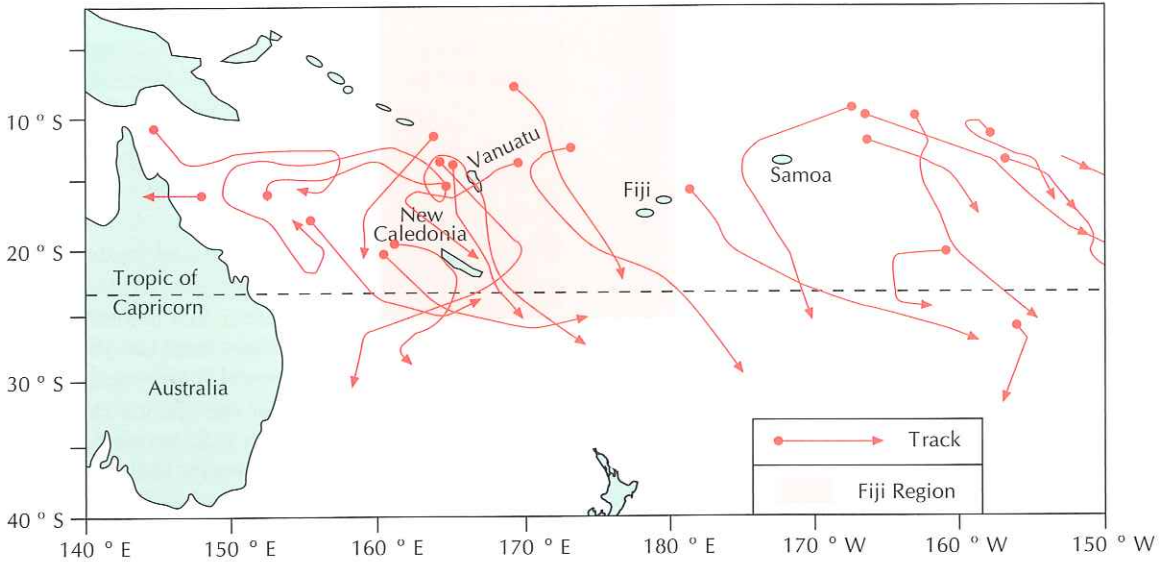 10 ° S
20 ° S
30 ° S
40 ° S
Vanuatu
Fiji
Samoa
New
Caledonia
Tropic of
Capricorn
Australia
Track
Fiji Region
140 ° E
150 ° E
160 ° E
170 ° E
180 ° E
170 ° W
160 ° W
150 ° W